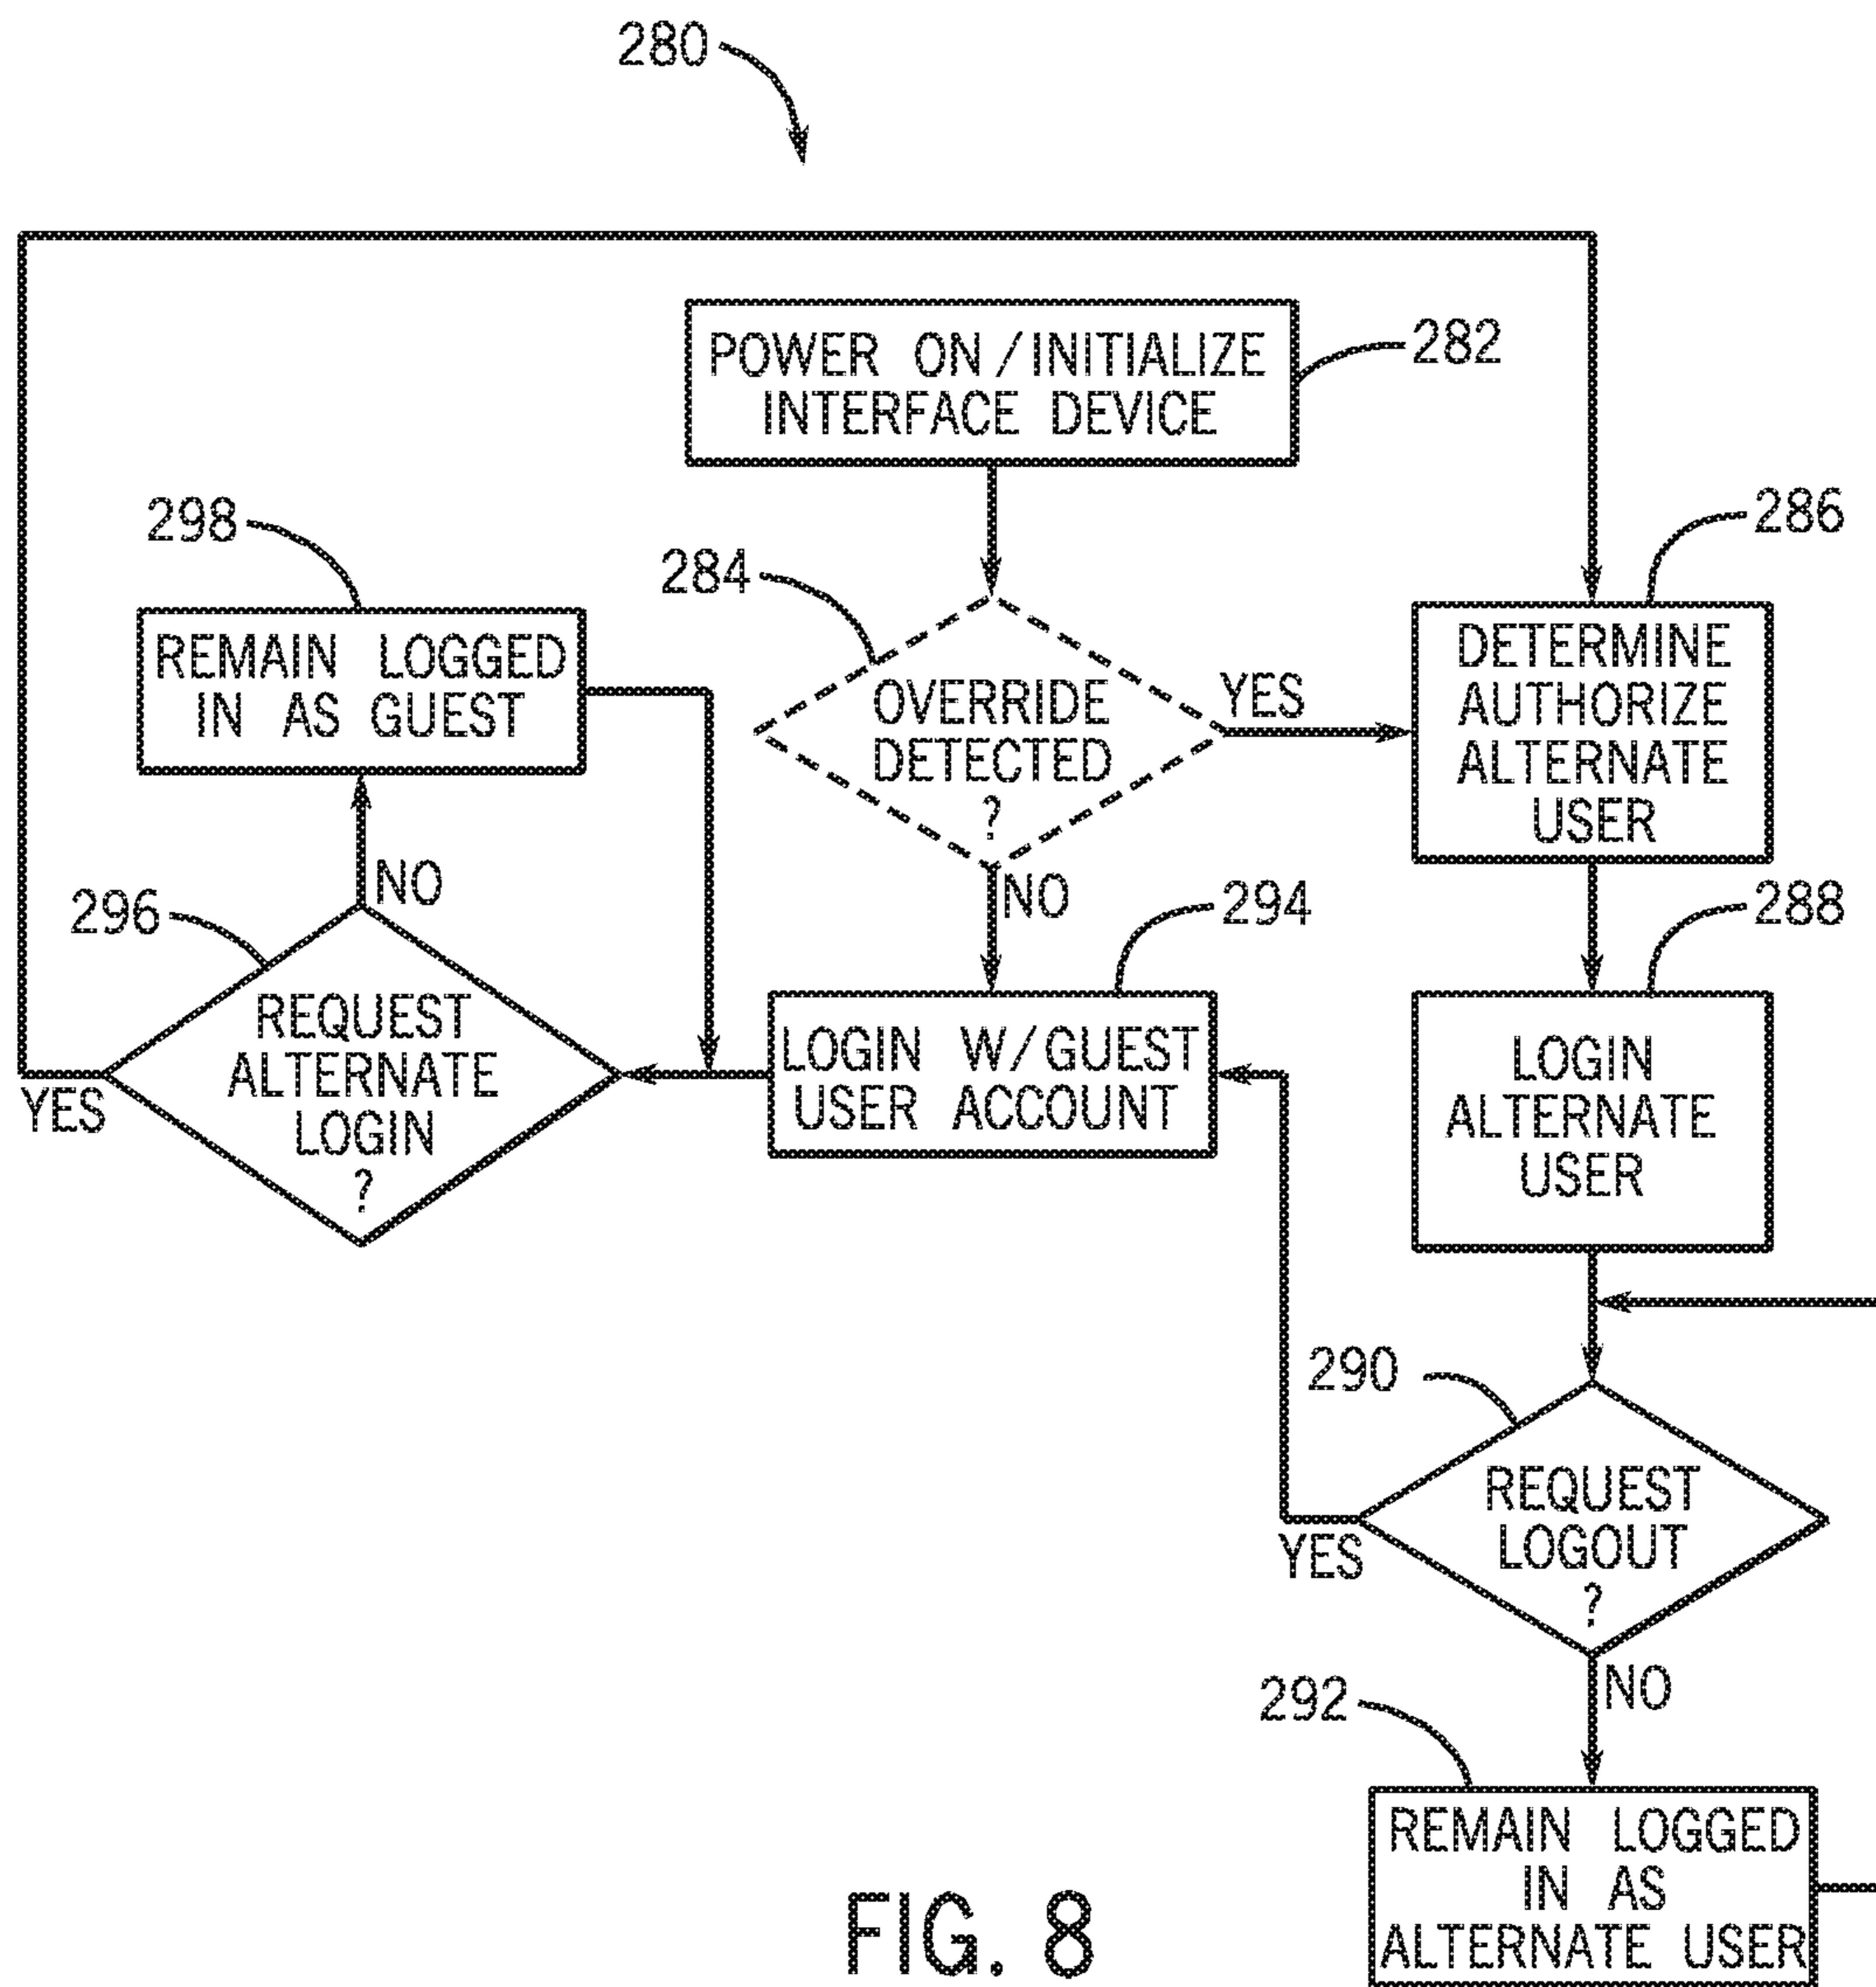 280
POWER ON/INITIALIZE
INTERFACE DEVICE
282
298
REMAIN LOGGED
IN AS GUEST
284
OVERRIDE
DETECTED
?
YES
NO
286
DETERMINE
AUTHORIZE
ALTERNATE
USER
296
NO
REQUEST
ALTERNATE
LOGIN
?
YES
294
LOGIN W/GUEST
USER ACCOUNT
288
LOGIN
ALTERNATE
USER
290
REQUEST
LOGOUT
?
YES
NO
292
REMAIN LOGGED
IN AS
ALTERNATE USER
FIG. 8